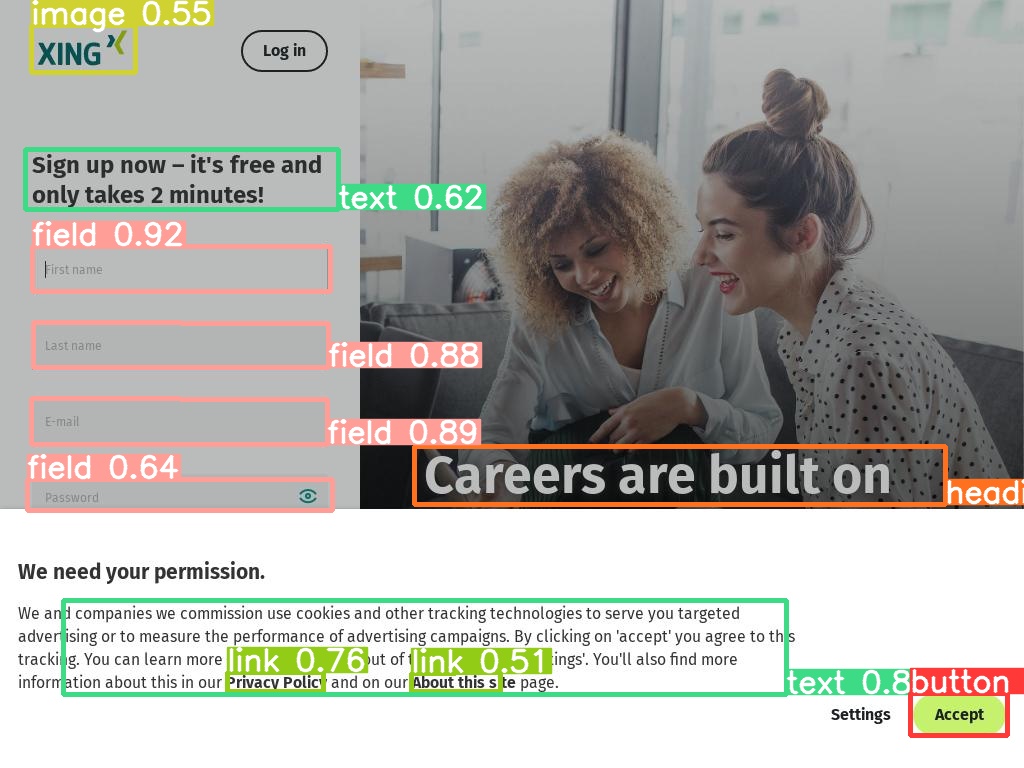 image 0.55
XING
Log in
Sign up now – it's free and
only takes 2 minutes!
text 0.62
field 0.92
First name
Last name
field 0.88
E-mail
field 0.89
field 0.64
Password
Careers are built on
headi
We need your permission.
We and companies we commission use cookies and other tracking technologies to serve you targeted
advertising or to measure the performance of advertising campaigns. By clicking on 'accept' you agree to this
tracking. You can learn more link 0.76 out of link 0.51 tings'. You'll also find more
information about this in our Privacy Policy and on our About this site page.
text 0.8
button
Settings
Accept